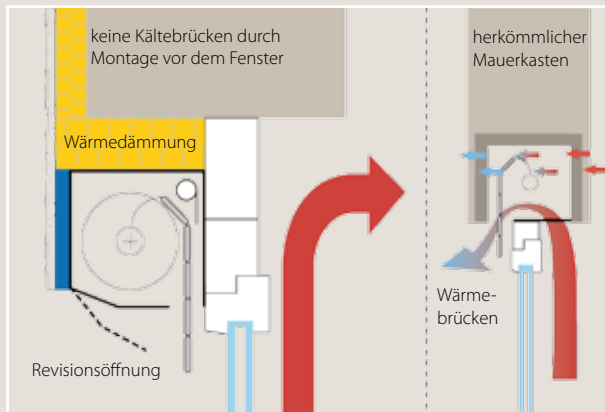 keine Kältebrücken durch
Montage vor dem Fenster
Wärmedämmung
Revisionsöffnung
herkömmlicher
Mauerkasten
Wärme-
brücken